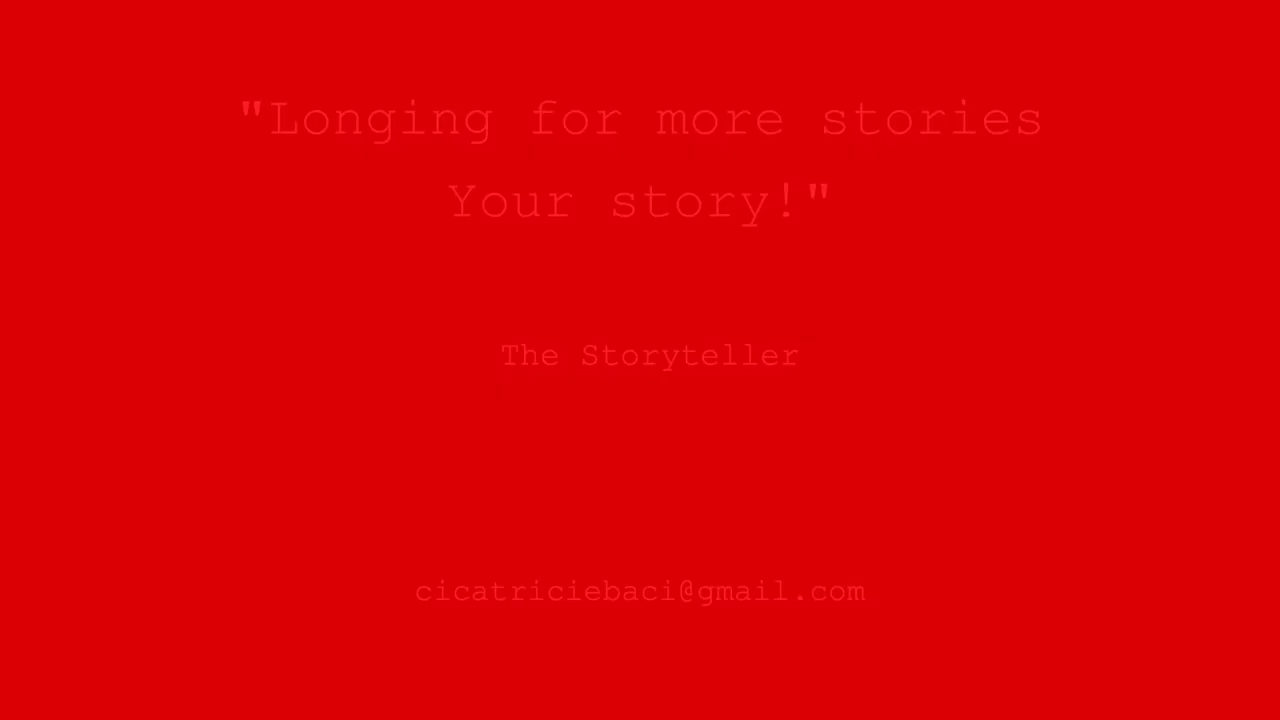 "Longing for more stories
Your story!"
The Storyteller
cicatriciebaci@gmail.com